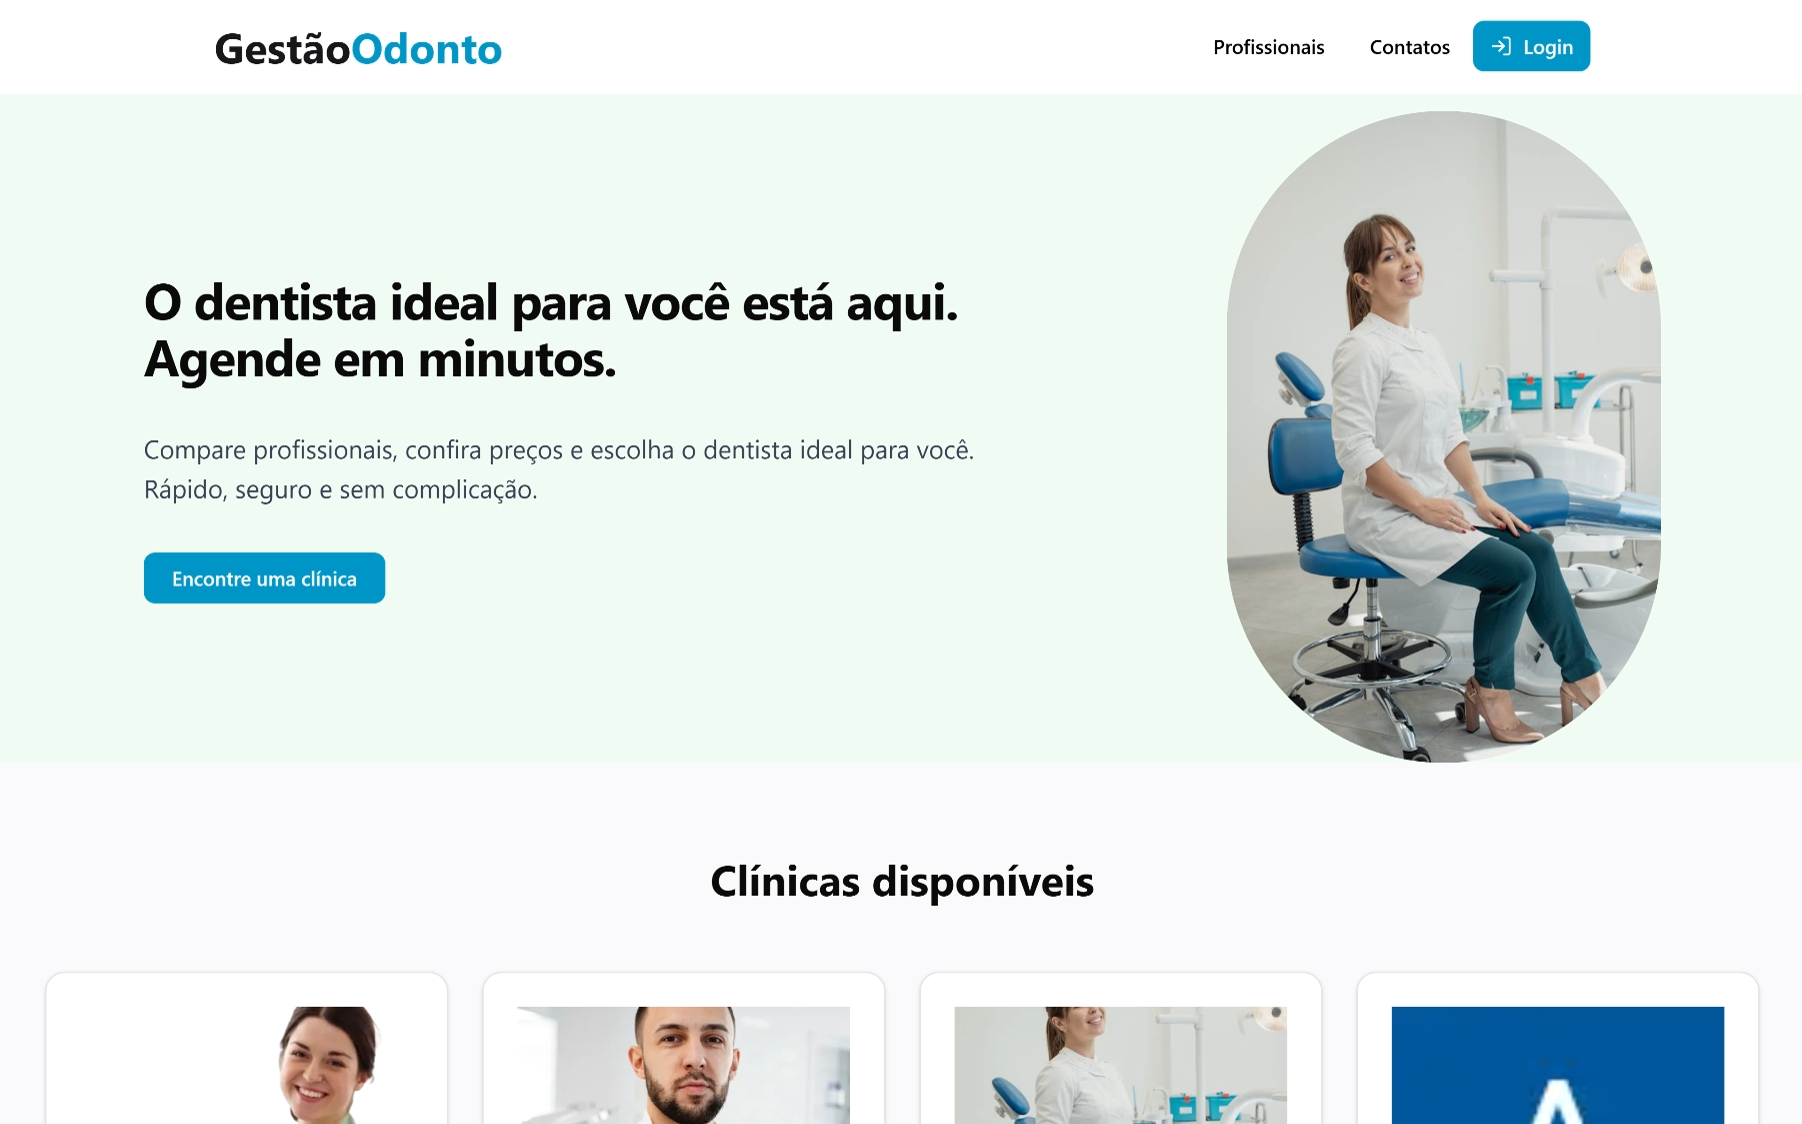 GestãoOdonto
Profissionais
Contatos
Login
O dentista ideal para você está aqui.
Agende em minutos.
Compare profissionais, confira preços e escolha o dentista ideal para você.
Rápido, seguro e sem complicação.
Encontre uma clínica
Clínicas disponíveis